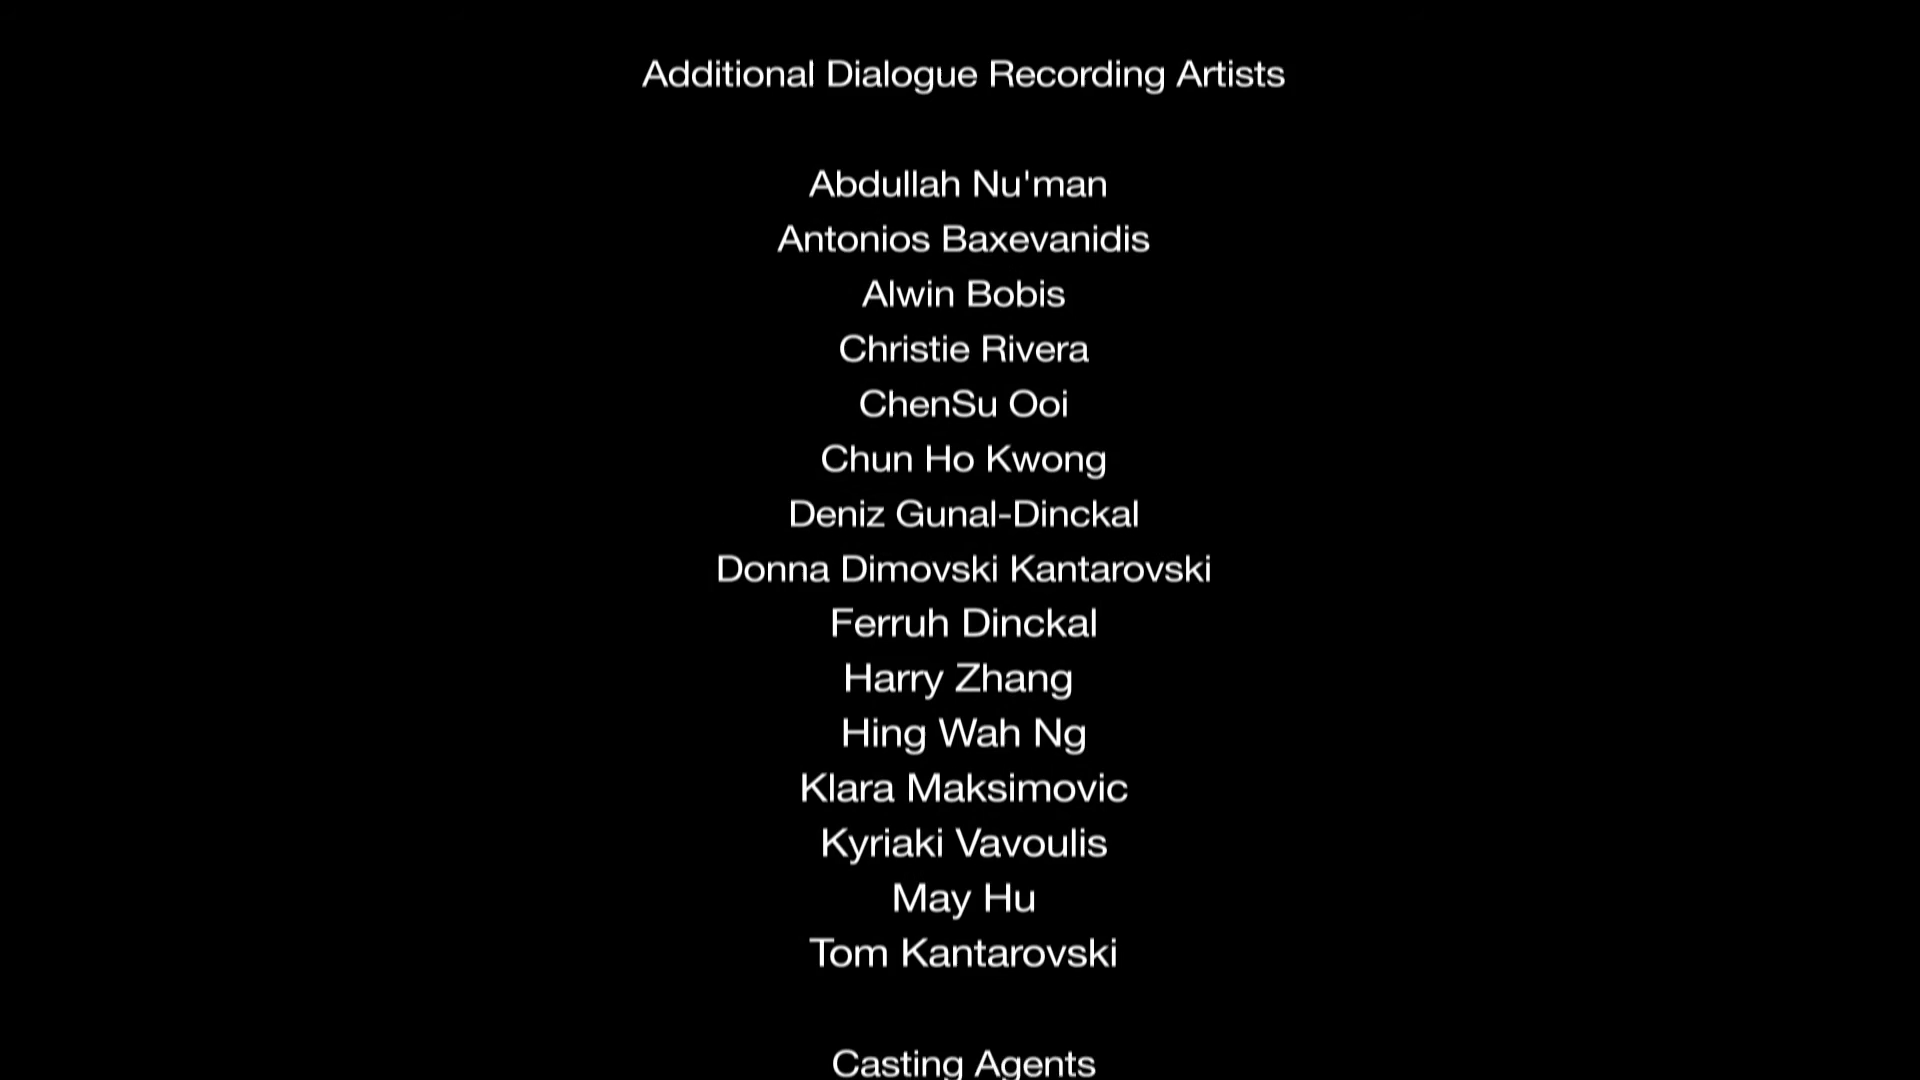 Additional Dialogue Recording Artists
Abdullah Nu'man
Antonios Baxevanidis
Alwin Bobis
Christie Rivera
ChenSu Ooi
Chun Ho Kwong
Deniz Gunal-Dinckal
Donna Dimovski Kantarovski
Ferruh Dinckal
Harry Zhang
Hing Wah Ng
Klara Maksimovic
Kyriaki Vavoulis
May Hu
Tom Kantarovski
Casting Agents